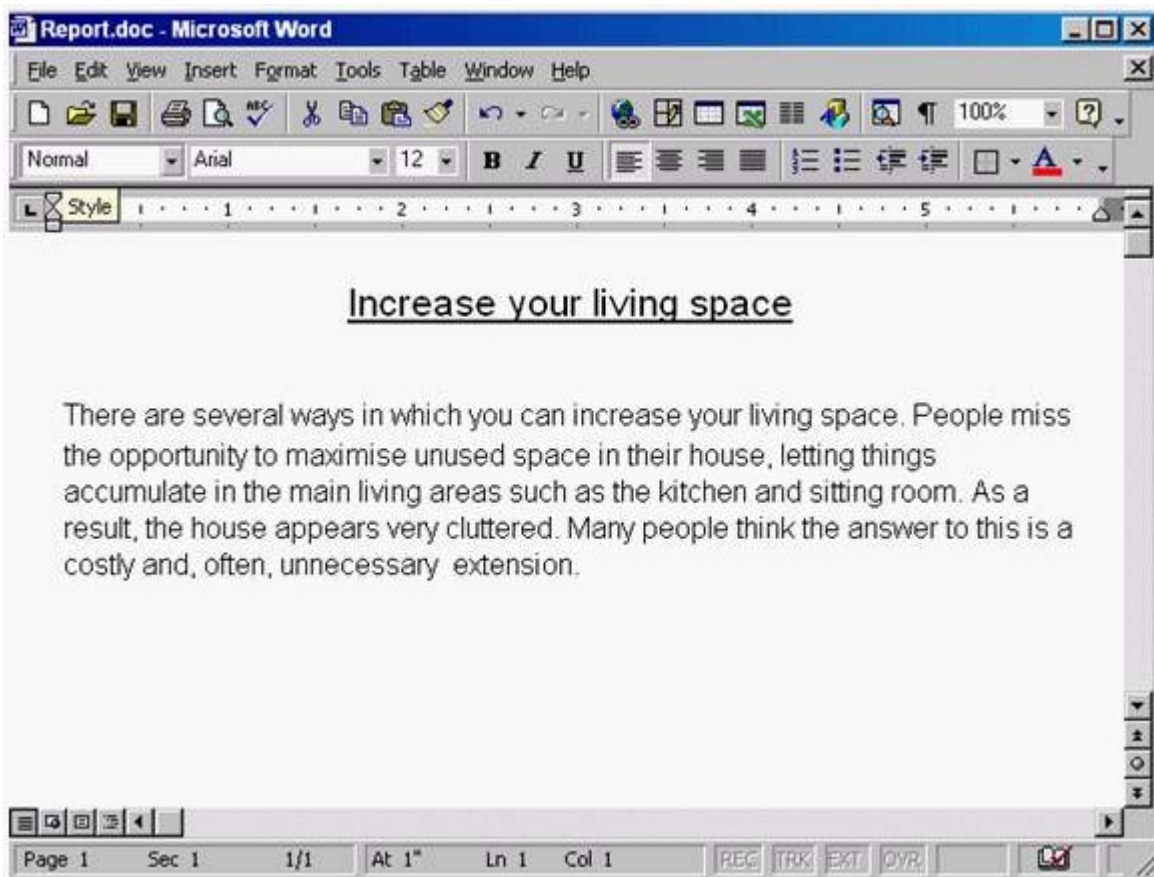 Report.doc - Microsoft Word
File Edit View Insert Format Tools Table Window Help
ABC 100%
Normal Arial 12 B I U A
Style 1 2 3 4 5
Increase your living space
There are several ways in which you can increase your living space. People miss
the opportunity to maximise unused space in their house, letting things
accumulate in the main living areas such as the kitchen and sitting room. As a
result, the house appears very cluttered. Many people think the answer to this is a
costly and, often, unnecessary  extension.
Page 1 Sec 1 1/1 At 1" Ln 1 Col 1 REC TRK EXT OVR